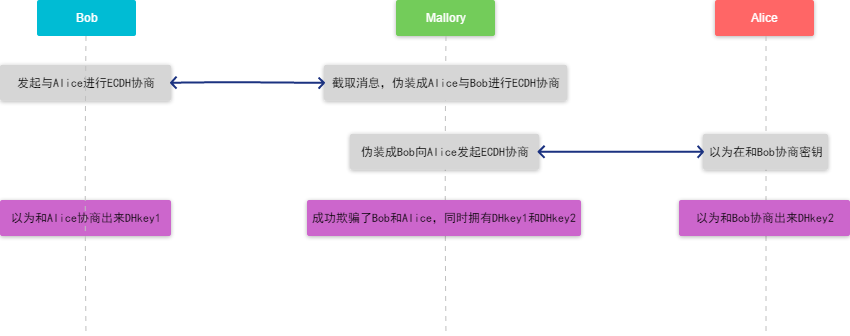 Bob
Mallory
Alice
发起与Alice进行ECDH协商
截取消息，伪装成Alice与Bob进行ECDH协商
伪装成Bob向Alice发起ECDH协商
以为在和Bob协商密钥
以为和Alice协商出来DHkey1
成功欺骗了Bob和Alice，同时拥有DHkey1和DHkey2
以为和Bob协商出来DHkey2